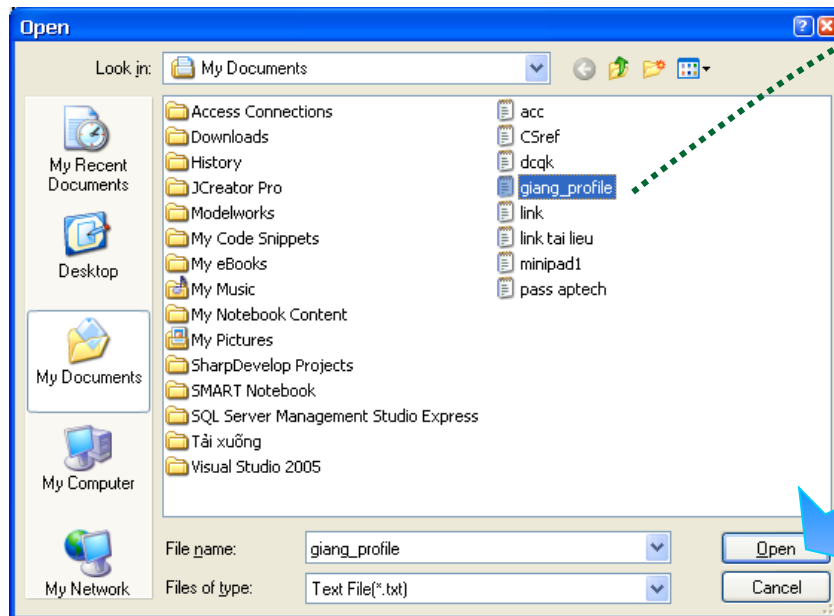 Open
Look in:
My Documents
My Recent
Documents
Desktop
My Documents
My Computer
My Network
Access Connections
Downloads
History
JCreator Pro
Modelworks
My Code Snippets
My eBooks
My Music
My Notebook Content
My Pictures
SharpDevelop Projects
SMART Notebook
SQL Server Management Studio Express
Tải xuống
Visual Studio 2005
acc
CSref
dcqk
giang_profile
link
link tai lieu
minipad1
pass aptech
File name:
giang_profile
Open
Files of type:
Text File(*.txt)
Cancel